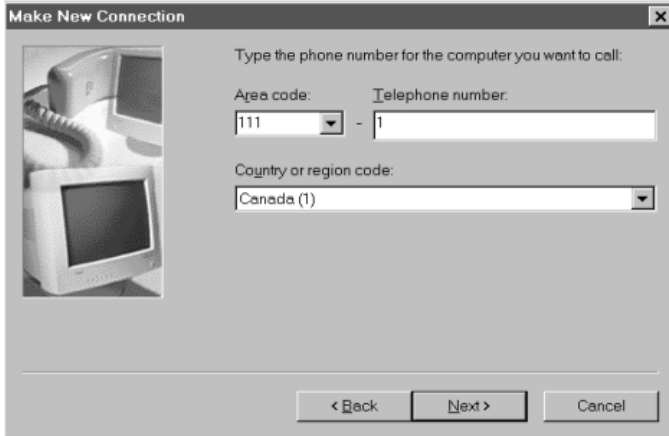 Make New Connection
Type the phone number for the computer you want to call:
Area code: Telephone number:
111 - 1
Country or region code:
Canada (1)
< Back Next > Cancel